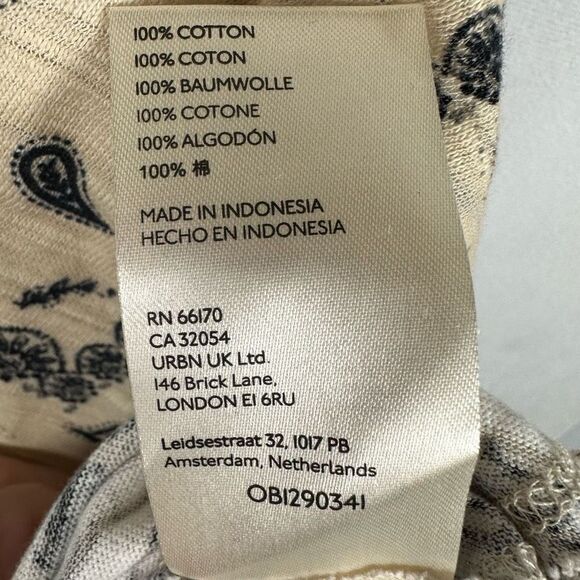 100% COTTON
100% COTON
100% BAUMWOLLE
100% COTONE
100% ALGODÓN
100% 棉
MADE IN INDONESIA
HECHO EN INDONESIA
RN 66170
CA 32054
URBN UK Ltd.
146 Brick Lane,
LONDON E1 6RU
Leidsestraat 32, 1017 PB
Amsterdam, Netherlands
OB1290341